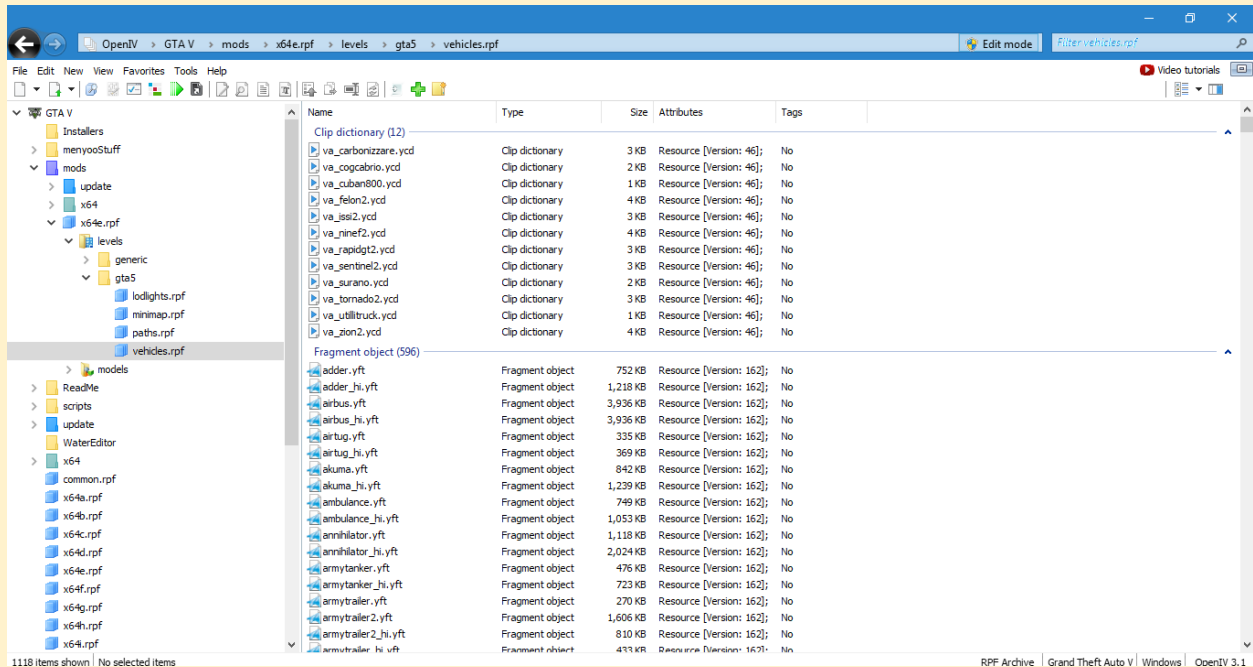 OpenIV > GTA V > mods > x64e.rpf > levels > gta5 > vehicles.rpf
Edit mode
Filter vehicles.rpf
File Edit New View Favorites Tools Help
Video tutorials
GTA V
Installers
menyooStuff
mods
update
x64
x64e.rpf
levels
generic
gta5
lodlights.rpf
minimap.rpf
paths.rpf
vehicles.rpf
models
ReadMe
scripts
update
WaterEditor
x64
common.rpf
x64a.rpf
x64b.rpf
x64c.rpf
x64d.rpf
x64e.rpf
x64f.rpf
x64g.rpf
x64h.rpf
x64i.rpf
Name Type Size Attributes Tags
Clip dictionary (12)
va_carbonizzare.ycd Clip dictionary 3 KB Resource [Version: 46]; No
va_cogcabrio.ycd Clip dictionary 2 KB Resource [Version: 46]; No
va_cuban800.ycd Clip dictionary 1 KB Resource [Version: 46]; No
va_felon2.ycd Clip dictionary 4 KB Resource [Version: 46]; No
va_issi2.ycd Clip dictionary 3 KB Resource [Version: 46]; No
va_ninef2.ycd Clip dictionary 4 KB Resource [Version: 46]; No
va_rapidgt2.ycd Clip dictionary 3 KB Resource [Version: 46]; No
va_sentinel2.ycd Clip dictionary 3 KB Resource [Version: 46]; No
va_surano.ycd Clip dictionary 2 KB Resource [Version: 46]; No
va_tornado2.ycd Clip dictionary 3 KB Resource [Version: 46]; No
va_utillitruck.ycd Clip dictionary 1 KB Resource [Version: 46]; No
va_zion2.ycd Clip dictionary 4 KB Resource [Version: 46]; No
Fragment object (596)
adder.yft Fragment object 752 KB Resource [Version: 162]; No
adder_hi.yft Fragment object 1,218 KB Resource [Version: 162]; No
airbus.yft Fragment object 3,936 KB Resource [Version: 162]; No
airbus_hi.yft Fragment object 3,936 KB Resource [Version: 162]; No
airtug.yft Fragment object 335 KB Resource [Version: 162]; No
airtug_hi.yft Fragment object 369 KB Resource [Version: 162]; No
akuma.yft Fragment object 842 KB Resource [Version: 162]; No
akuma_hi.yft Fragment object 1,239 KB Resource [Version: 162]; No
ambulance.yft Fragment object 749 KB Resource [Version: 162]; No
ambulance_hi.yft Fragment object 1,053 KB Resource [Version: 162]; No
annihilator.yft Fragment object 1,118 KB Resource [Version: 162]; No
annihilator_hi.yft Fragment object 2,024 KB Resource [Version: 162]; No
armytanker.yft Fragment object 476 KB Resource [Version: 162]; No
armytanker_hi.yft Fragment object 723 KB Resource [Version: 162]; No
armytrailer.yft Fragment object 270 KB Resource [Version: 162]; No
armytrailer2.yft Fragment object 1,606 KB Resource [Version: 162]; No
armytrailer2_hi.yft Fragment object 810 KB Resource [Version: 162]; No
armytrailer_hi.yft Fragment object 433 KB Resource [Version: 162]; No
1118 items shown No selected items
RPF Archive Grand Theft Auto V Windows OpenIV 3.1